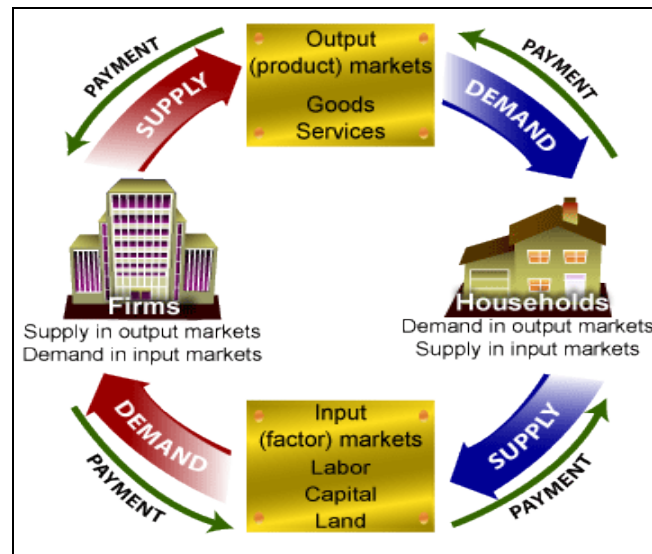 PAYMENT
SUPPLY
Output
(product) markets
Goods
Services
PAYMENT
DEMAND
Firms
Supply in output markets
Demand in input markets
Households
Demand in output markets
Supply in input markets
DEMAND
PAYMENT
Input
(factor) markets
Labor
Capital
Land
SUPPLY
PAYMENT